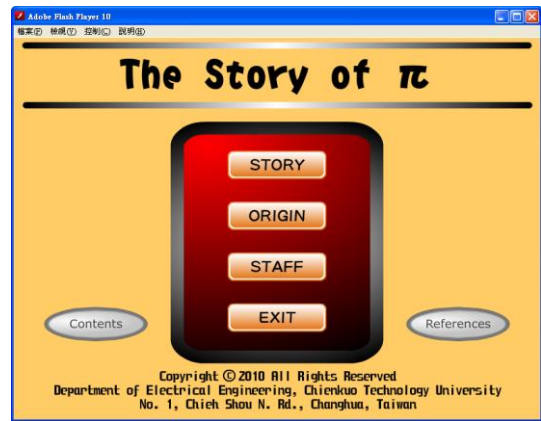 Adobe Flash Player 10
檔案(F) 檢視(V) 控制(C) 說明(H)
The Story of π
STORY
ORIGIN
STAFF
EXIT
Contents
References
Copyright © 2010 All Rights Reserved
Department of Electrical Engineering, Chienkuo Technology University
No. 1, Chieh Shou N. Rd., Changhua, Taiwan